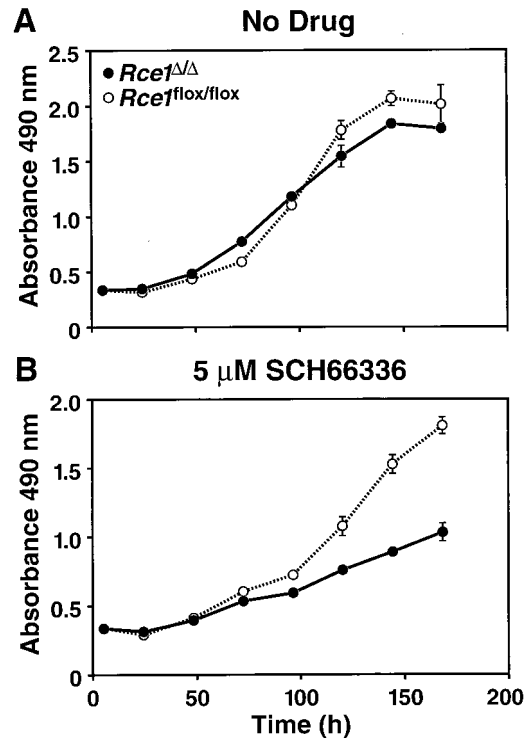 A
No Drug
2.5
2.0
1.5
1.0
0.5
0
Absorbance 490 nm
Rce1Δ/Δ
Rce1flox/flox
B
5 μM SCH66336
2.0
1.5
1.0
0.5
0
Absorbance 490 nm
0
50
100
150
200
Time (h)